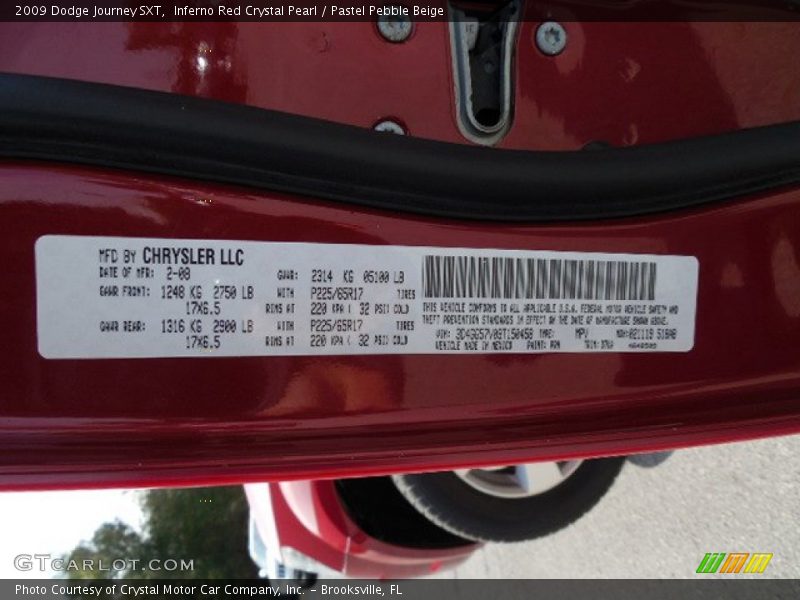 2009 Dodge Journey SXT, Inferno Red Crystal Pearl / Pastel Pebble Beige
MFD BY CHRYSLER LLC
DATE OF MFR: 2-08
GVWR: 2314 KG 05100 LB
GAWR FRONT: 1248 KG 2750 LB WITH P225/65R17 TIRES
17X6.5 RIMS AT 220 KPA ( 32 PSI) COLD
GAWR REAR: 1316 KG 2900 LB WITH P225/65R17 TIRES
17X6.5 RIMS AT 220 KPA ( 32 PSI) COLD
THIS VEHICLE CONFORMS TO ALL APPLICABLE U.S.A. FEDERAL MOTOR VEHICLE SAFETY AND
THEFT PREVENTION STANDARDS IN EFFECT ON THE DATE OF MANUFACTURE SHOWN ABOVE.
VIN: TYPE: MPV
VEHICLE MADE IN MEXICO PAINT: TRIM:
GTCARLOT.COM
Photo Courtesy of Crystal Motor Car Company, Inc. – Brooksville, FL